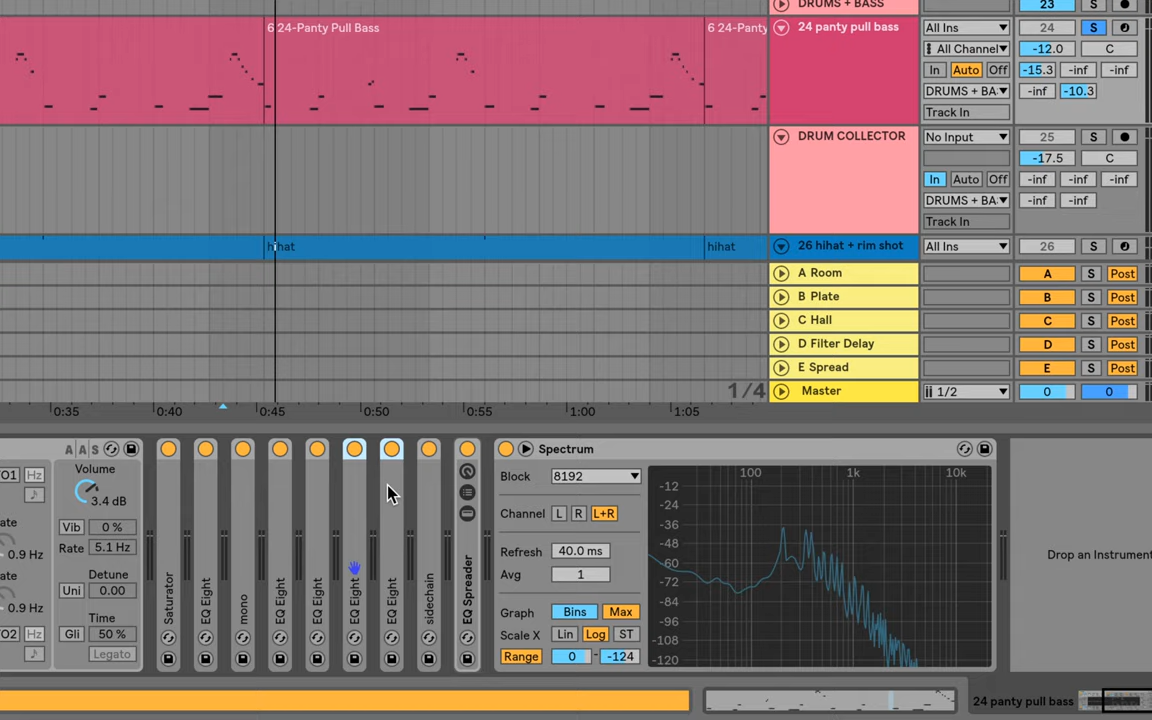 DRUMS + BASS
23
6 24-Panty Pull Bass
6 24-Panty
24 panty pull bass
All Ins
24
S
All Channel
-12.0
C
In
Auto
Off
-15.3
-inf
-inf
DRUMS + BA
-inf
-10.3
Track In
DRUM COLLECTOR
No Input
25
S
-17.5
C
In
Auto
Off
-inf
-inf
-inf
DRUMS + BA
-inf
-inf
Track In
hihat
hihat
26 hihat + rim shot
All Ins
26
S
A Room
A
S
Post
B Plate
B
S
Post
C Hall
C
S
Post
D Filter Delay
D
S
Post
E Spread
E
S
Post
1/4
Master
1/2
0
0
0:35
0:40
0:45
0:50
0:55
1:00
1:05
A
A
S
Spectrum
Volume
3.4 dB
Hz
Vib
0 %
Rate
5.1 Hz
0.9 Hz
Detune
Uni
0.00
Time
0.9 Hz
Hz
Gli
50 %
Legato
Saturator
EQ Eight
mono
EQ Eight
EQ Eight
EQ Eight
EQ Eight
sidechain
EQ Spreader
Block
8192
Channel
L
R
L+R
Refresh
40.0 ms
Avg
1
Graph
Bins
Max
Scale X
Lin
Log
ST
Range
0
-124
100
1k
10k
-12
-24
-36
-48
-60
-72
-84
-96
-108
-120
Drop an Instrument
24 panty pull bass